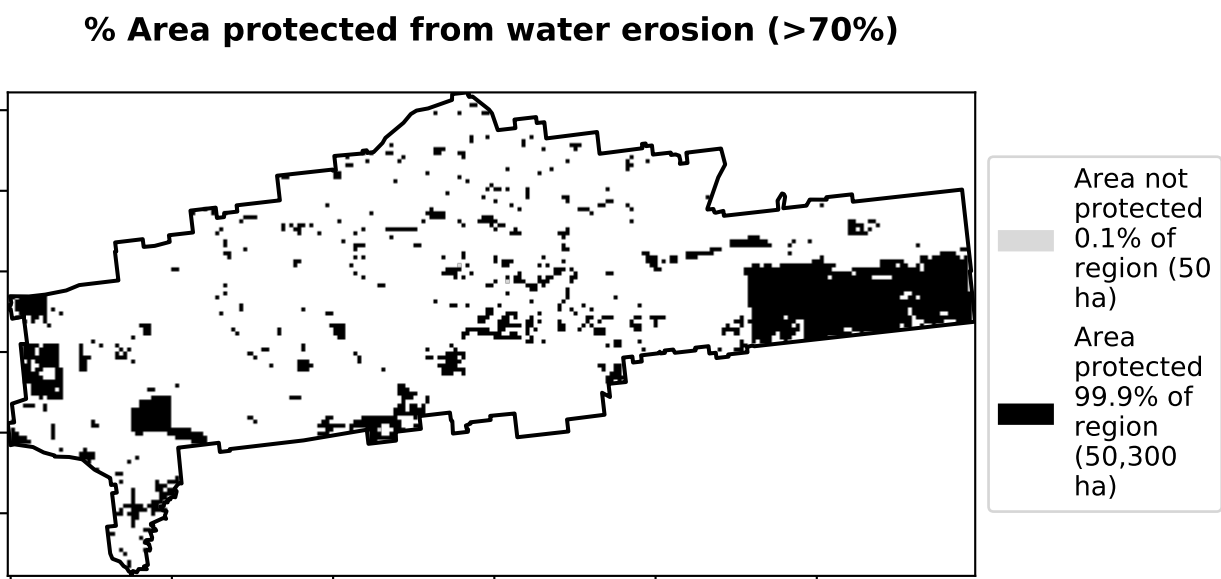 % Area protected from water erosion (>70%)
Area not
protected
0.1% of
region (50
ha)
Area
protected
99.9% of
region
(50,300
ha)